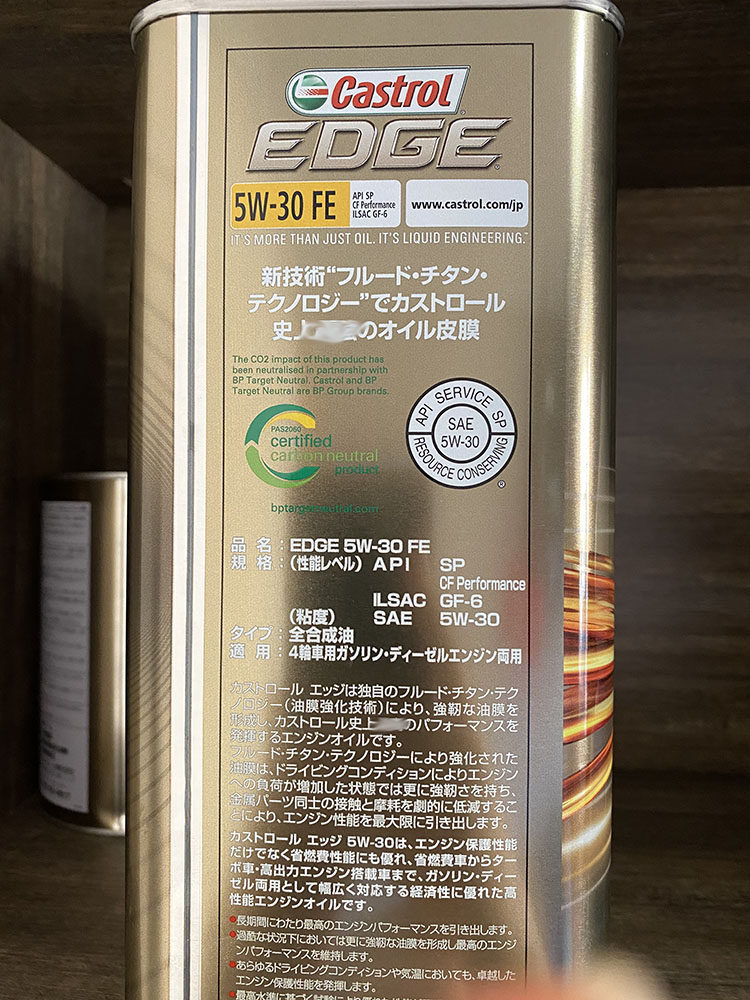 Castrol
EDGE
5W-30 FE
API SP
CF Performance
ILSAC GF-6
www.castrol.com/jp
IT'S MORE THAN JUST OIL. IT'S LIQUID ENGINEERING.™
新技術“フルード・チタン・
テクノロジー”でカストロール
史 のオイル皮膜
The CO2 impact of this product has
been neutralised in partnership with
BP Target Neutral. Castrol and BP
Target Neutral are BP Group brands.
PAS2060
certified
carbon neutral
product
bptargetneutral.com
API SERVICE SP
SAE
5W-30
RESOURCE CONSERVING
®
品 名:EDGE 5W-30 FE
規 格:(性能レベル) API SP
CF Performance
ILSAC GF-6
(粘度) SAE 5W-30
タイプ:全合成油
適 用:4輪車用ガソリン・ディーゼルエンジン両用
カストロール エッジは独自のフルード・チタン・テク
ノロジー(油膜強化技術)により、強靭な油膜を
形成し、カストロール史上 のパフォーマンスを
発揮するエンジンオイルです。
フルード・チタン・テクノロジーにより強化された
油膜は、ドライビングコンディションによりエンジン
への負荷が増加した状態では更に強靭さを持ち、
金属パーツ同士の接触と摩耗を劇的に低減するこ
とにより、エンジン性能を最大限に引き出します。
カストロール エッジ 5W-30は、エンジン保護性能
だけでなく省燃費性能にも優れ、省燃費車からター
ボ車・高出力エンジン搭載車まで、ガソリン・ディー
ゼル両用として幅広く対応する経済性に優れた高
性能エンジンオイルです。
●長期間にわたり最高のエンジンパフォーマンスを引き出します。
●過酷な状況下においては更に強靭な油膜を形成し最高のエンジ
ンパフォーマンスを維持します。
●あらゆるドライビングコンディションや気温においても、卓越した
エンジン保護性能を発揮します。
●最高水準に基づく試験により